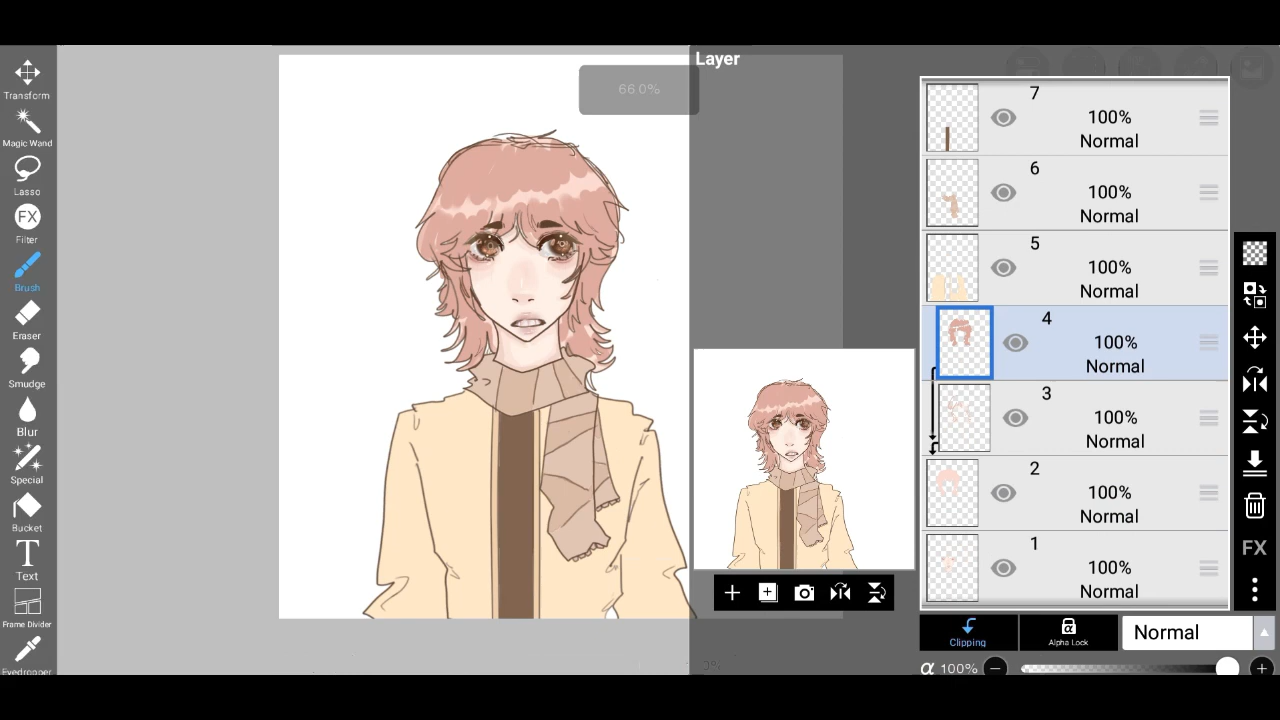 Layer
66.0%
Transform
Magic Wand
Lasso
FX
Filter
Brush
Eraser
Smudge
Blur
Special
Bucket
T
Text
Frame Divider
Eyedropper
7
100%
Normal
6
100%
Normal
5
100%
Normal
4
100%
Normal
3
100%
Normal
2
100%
Normal
1
100%
Normal
FX
Clipping
α
Alpha Lock
Normal
α 100%